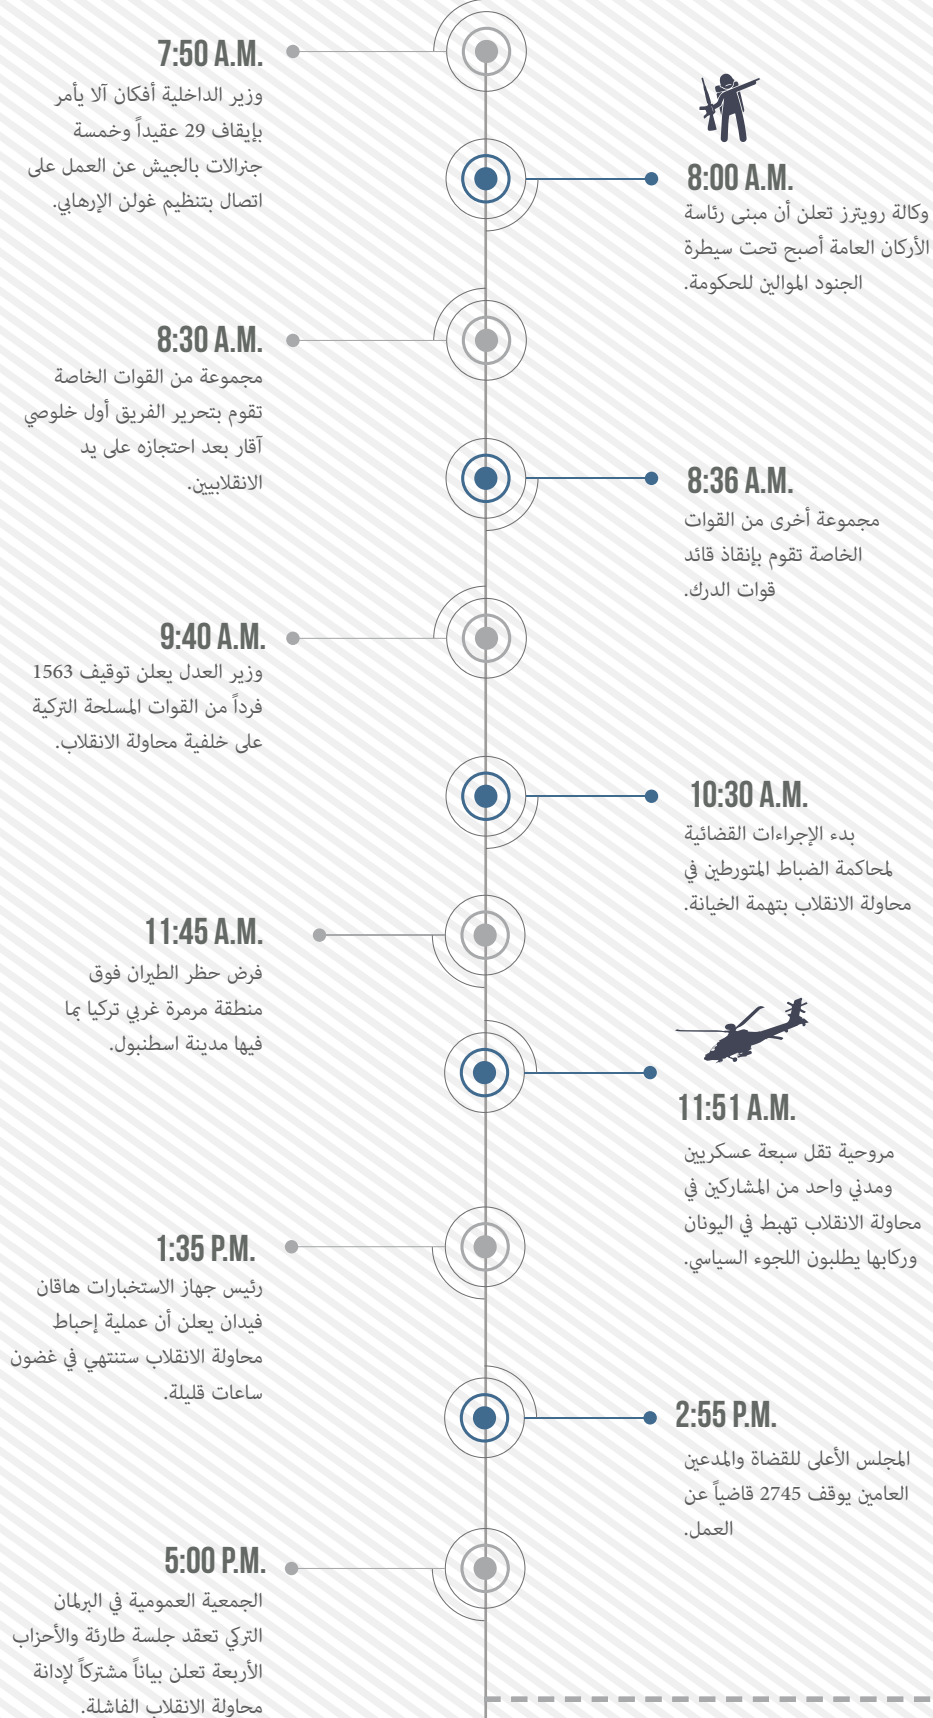 7:50 A.M.
وزير الداخلية أفكان آلا يأمر
بإيقاف 29 عقيداً وخمسة
جنرالات بالجيش عن العمل على
اتصال بتنظيم غولن الإرهابي.
8:00 A.M.
وكالة رويترز تعلن أن مبنى رئاسة
الأركان العامة أصبح تحت سيطرة
الجنود الموالين للحكومة.
8:30 A.M.
مجموعة من القوات الخاصة
تقوم بتحرير الفريق أول خلوصي
آقار بعد احتجازه على يد
الانقلابيين.
8:36 A.M.
مجموعة أخرى من القوات
الخاصة تقوم بإنقاذ قائد
قوات الدرك.
9:40 A.M.
وزير العدل يعلن توقيف 1563
فرداً من القوات المسلحة التركية
على خلفية محاولة الانقلاب.
10:30 A.M.
بدء الإجراءات القضائية
لمحاكمة الضباط المتورطين في
محاولة الانقلاب بتهمة الخيانة.
11:45 A.M.
فرض حظر الطيران فوق
منطقة مرمرة غربي تركيا بما
فيها مدينة اسطنبول.
11:51 A.M.
مروحية تقل سبعة عسكريين
ومدني واحد من المشاركين في
محاولة الانقلاب تهبط في اليونان
وركابها يطلبون اللجوء السياسي.
1:35 P.M.
رئيس جهاز الاستخبارات هاقان
فيدان يعلن أن عملية إحباط
محاولة الانقلاب ستنتهي في غضون
ساعات قليلة.
2:55 P.M.
المجلس الأعلى للقضاة والمدعين
العامين يوقف 2745 قاضياً عن
العمل.
5:00 P.M.
الجمعية العمومية في البرلمان
التركي تعقد جلسة طارئة والأحزاب
الأربعة تعلن بياناً مشتركاً لإدانة
محاولة الانقلاب الفاشلة.